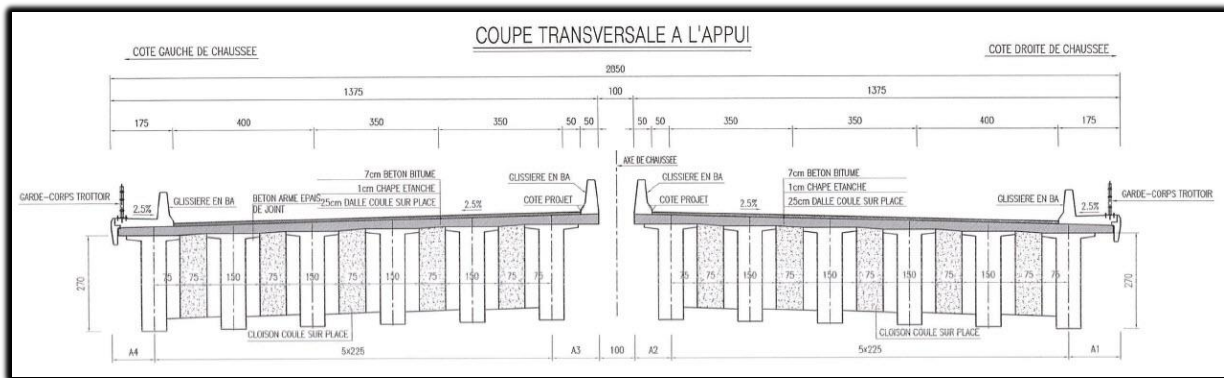 COUPE TRANSVERSALE A L'APPUI
COTE GAUCHE DE CHAUSSEE
COTE DROITE DE CHAUSSEE
2850
1375 100 1375
175 400 350 350 50 50 50 50 350 350 400 175
AXE DE CHAUSSEE
7cm BETON BITUME
GLISSIERE EN BA
GLISSIERE EN BA
7cm BETON BITUME
GARDE-CORPS TROTTOIR
GLISSIERE EN BA
BETON ARME EPAIS
DE JOINT
1cm CHAPE ETANCHE
25cm DALLE COULE SUR PLACE
COTE PROJET
COTE PROJET
1cm CHAPE ETANCHE
25cm DALLE COULE SUR PLACE
GLISSIERE EN BA
GARDE-CORPS TROTTOIR
2.5% 2.5% 2.5% 2.5%
270
75 75 150 75 150 75 150 75 150 75 75
75 75 150 75 150 75 150 75 150 75 75
270
CLOISON COULE SUR PLACE
CLOISON COULE SUR PLACE
A4 5x225 A3 100 A2 5x225 A1